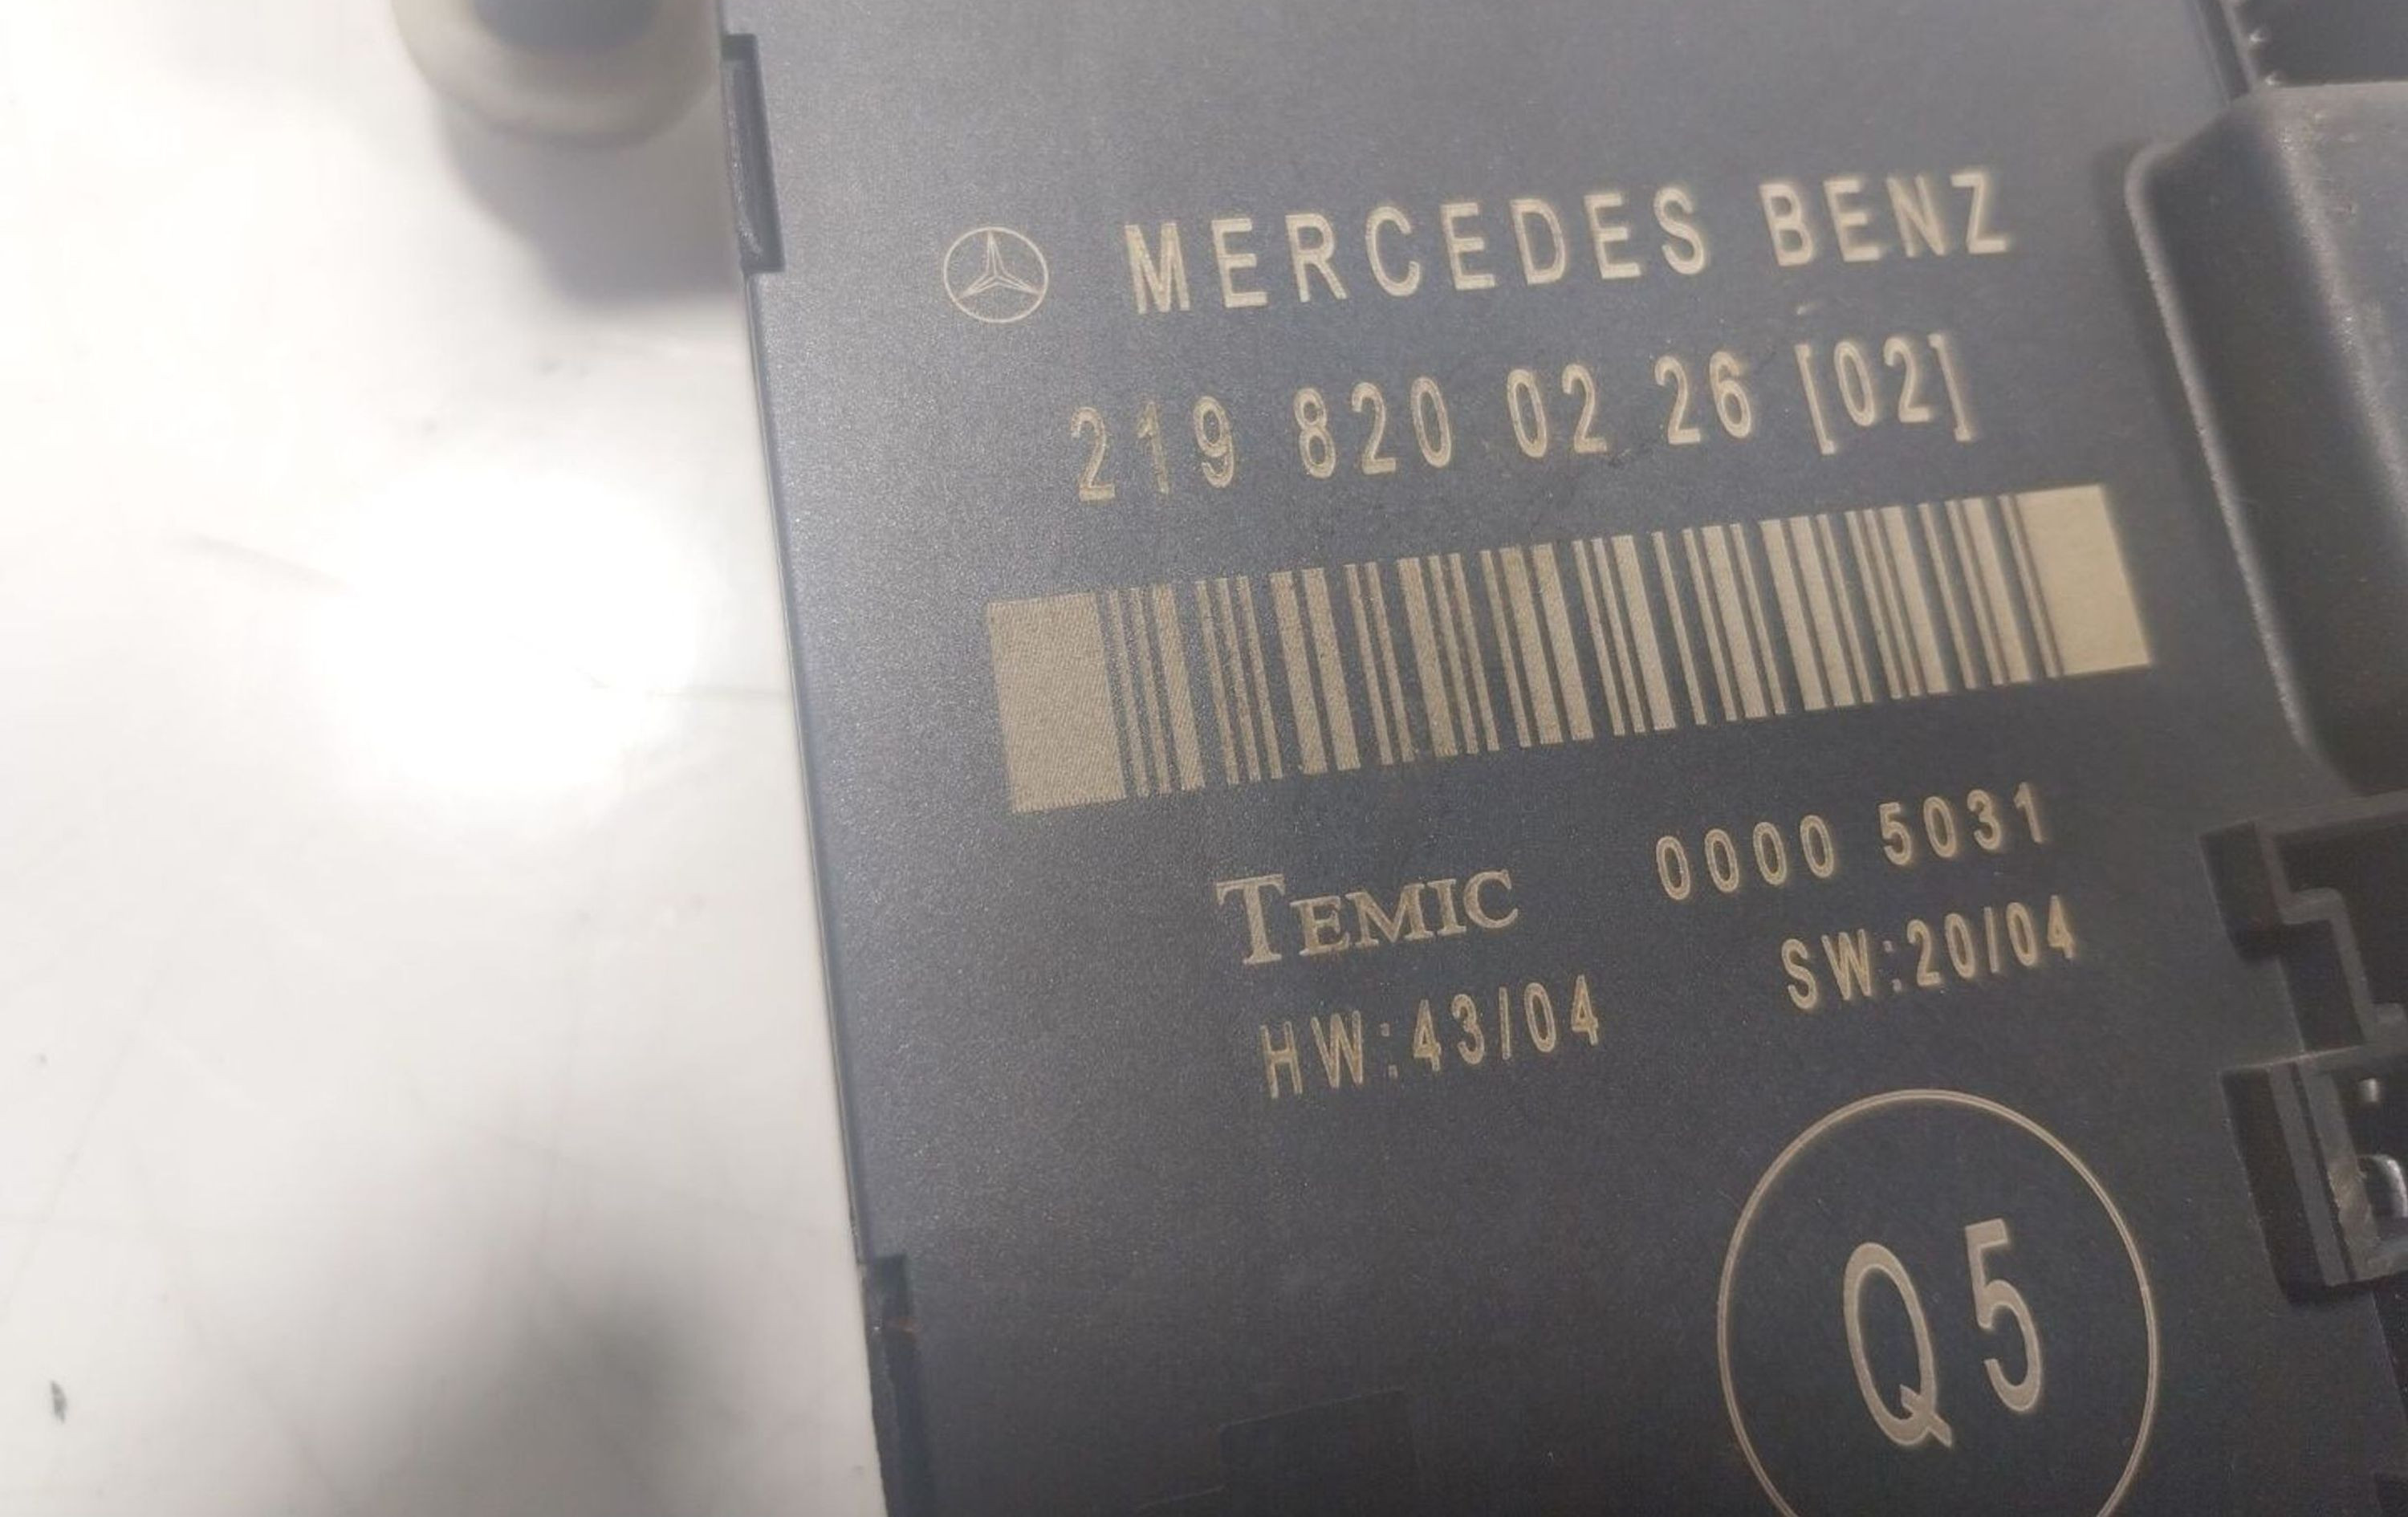 MERCEDES BENZ
219 820 02 26 [02]
TEMIC 0000 5031
HW:43/04 SW:20/04
Q5